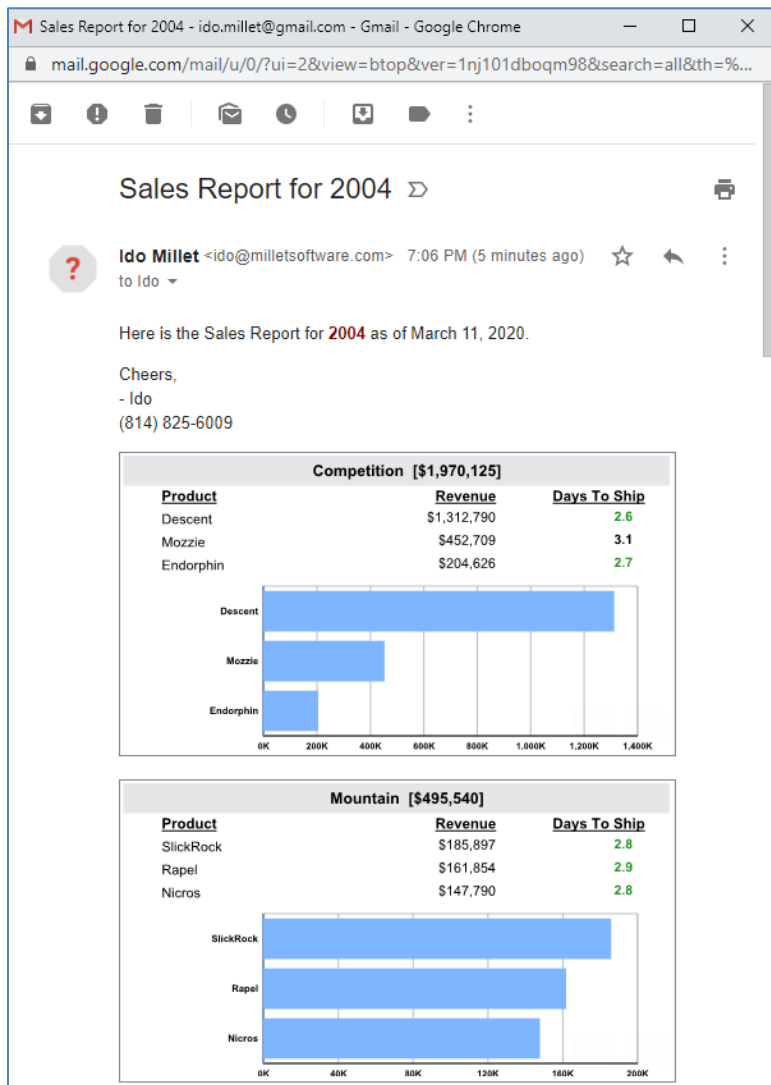 Sales Report for 2004 - ido.millet@gmail.com - Gmail - Google Chrome
mail.google.com/mail/u/0/?ui=2&view=btop&ver=1nj101dboqm98&search=all&th=%...
Sales Report for 2004
Ido Millet <ido@milletsoftware.com> 7:06 PM (5 minutes ago)
to Ido
Here is the Sales Report for 2004 as of March 11, 2020.
Cheers,
- Ido
(814) 825-6009
Competition [$1,970,125]
Product Revenue Days To Ship
Descent $1,312,790 2.6
Mozzie $452,709 3.1
Endorphin $204,626 2.7
Descent
Mozzie
Endorphin
0K 200K 400K 600K 800K 1,000K 1,200K 1,400K
Mountain [$495,540]
Product Revenue Days To Ship
SlickRock $185,897 2.8
Rapel $161,854 2.9
Nicros $147,790 2.8
SlickRock
Rapel
Nicros
0K 40K 80K 120K 160K 200K